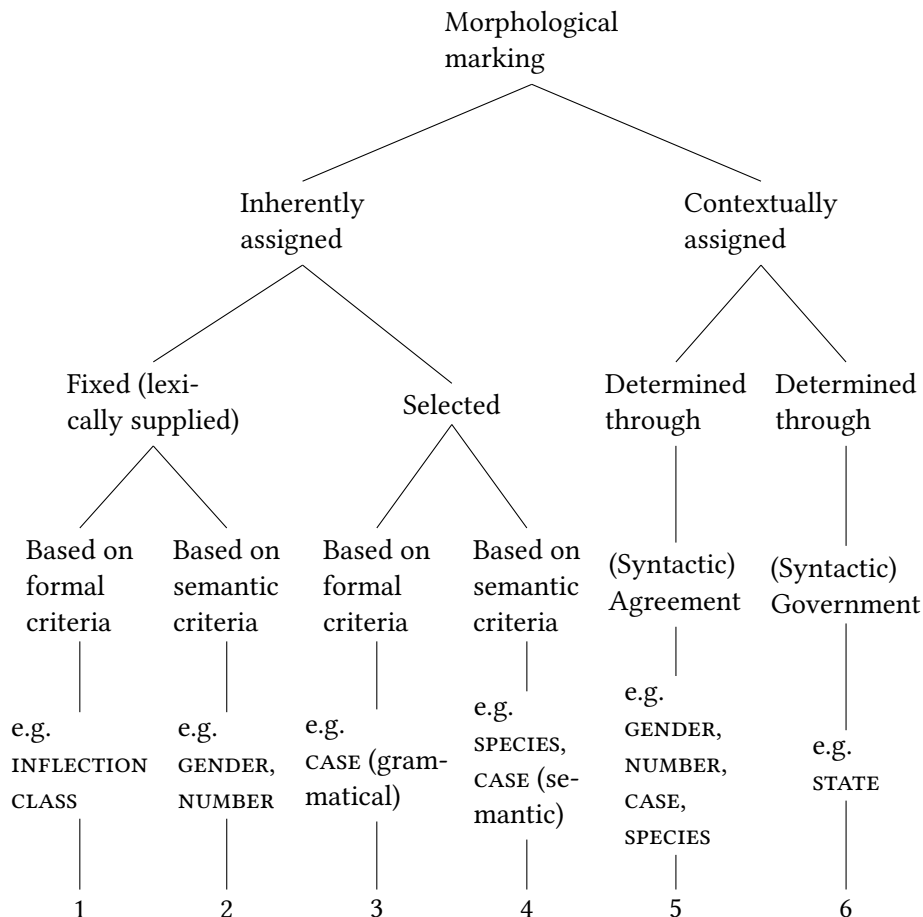 Morphological
marking
Inherently
assigned
Contextually
assigned
Fixed (lexi-
cally supplied)
Selected
Determined
through
Determined
through
Based on
formal
criteria
Based on
semantic
criteria
Based on
formal
criteria
Based on
semantic
criteria
(Syntactic)
Agreement
(Syntactic)
Government
e.g.
INFLECTION
CLASS
e.g.
GENDER,
NUMBER
e.g.
CASE (gram-
matical)
e.g.
SPECIES,
CASE (se-
mantic)
e.g.
GENDER,
NUMBER,
CASE,
SPECIES
e.g.
STATE
1 2 3 4 5 6